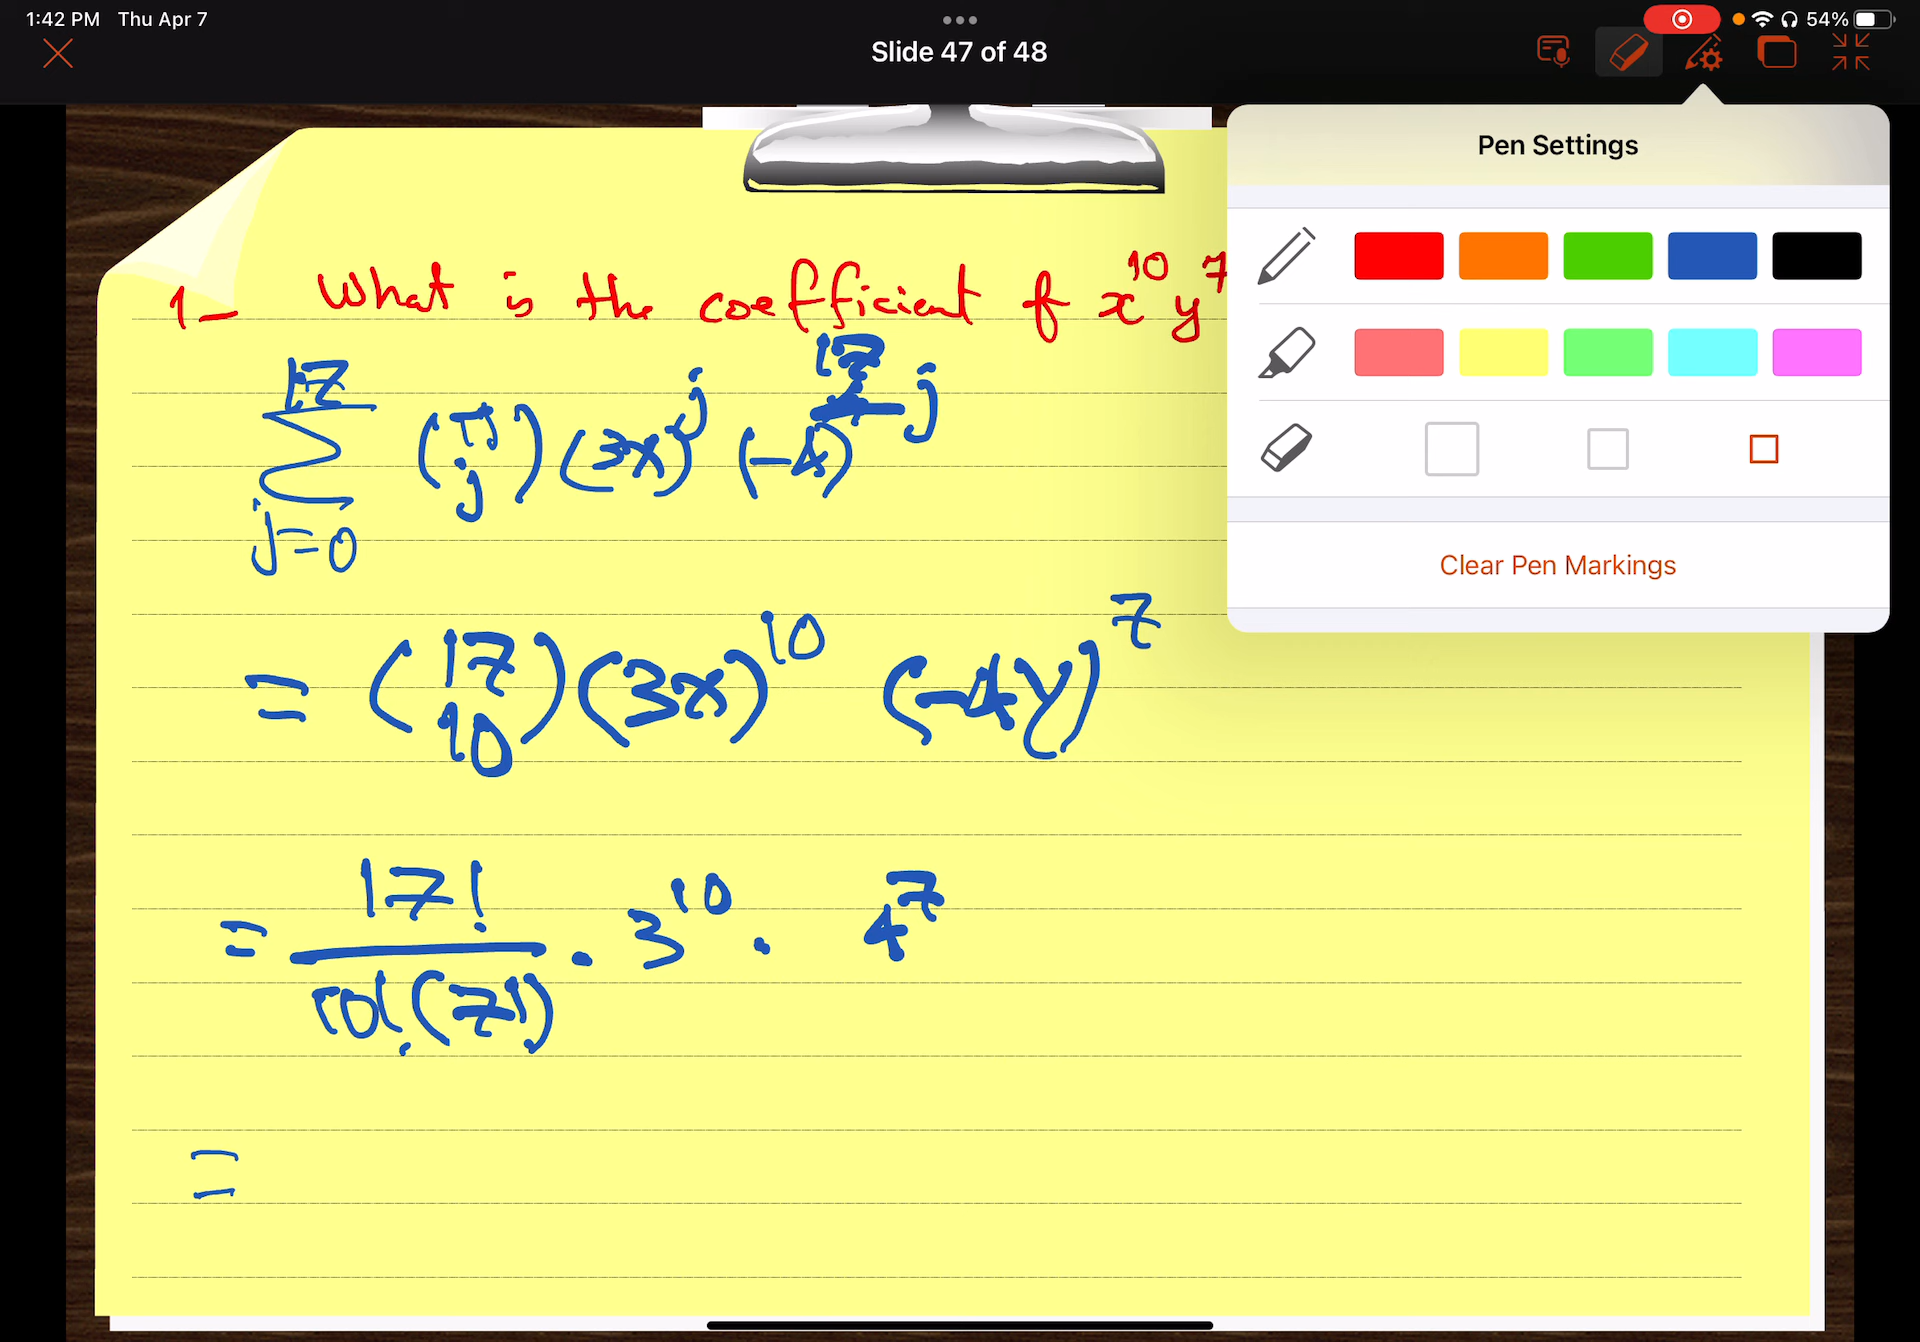 1:42 PM Thu Apr 7
54%
Slide 47 of 48
Pen Settings
Clear Pen Markings
1- What is the coefficient of x^10 y^7
17
∑ (17 j) (3x)^j (-4)^17-j
j=0
= (17 10) (3x)^10 (-4y)^7
= 17! / 10! (7!) . 3^10 . 4^7
=